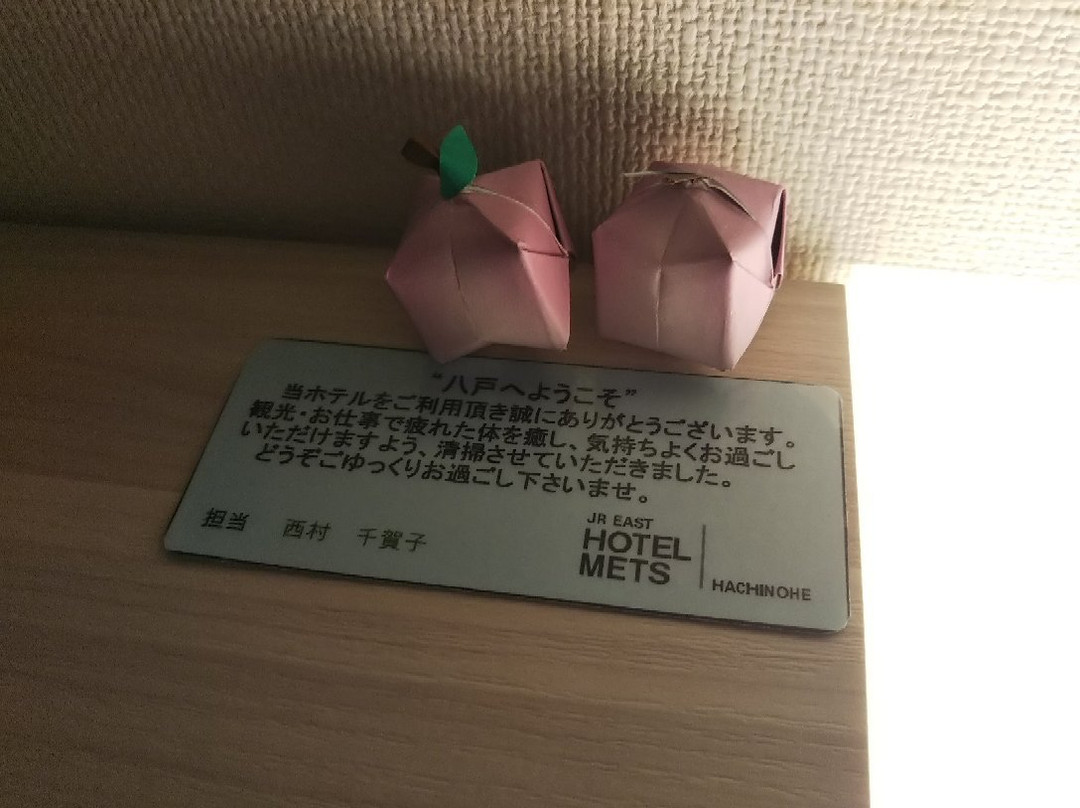 “八戸へようこそ”
当ホテルをご利用頂き誠にありがとうございます。
観光・お仕事で疲れた体を癒し、気持ちよくお過ごし
いただけますよう、清掃させていただきました。
どうぞごゆっくりお過ごし下さいませ。
担当 西村 千賀子
JR EAST
HOTEL
METS
HACHINOHE